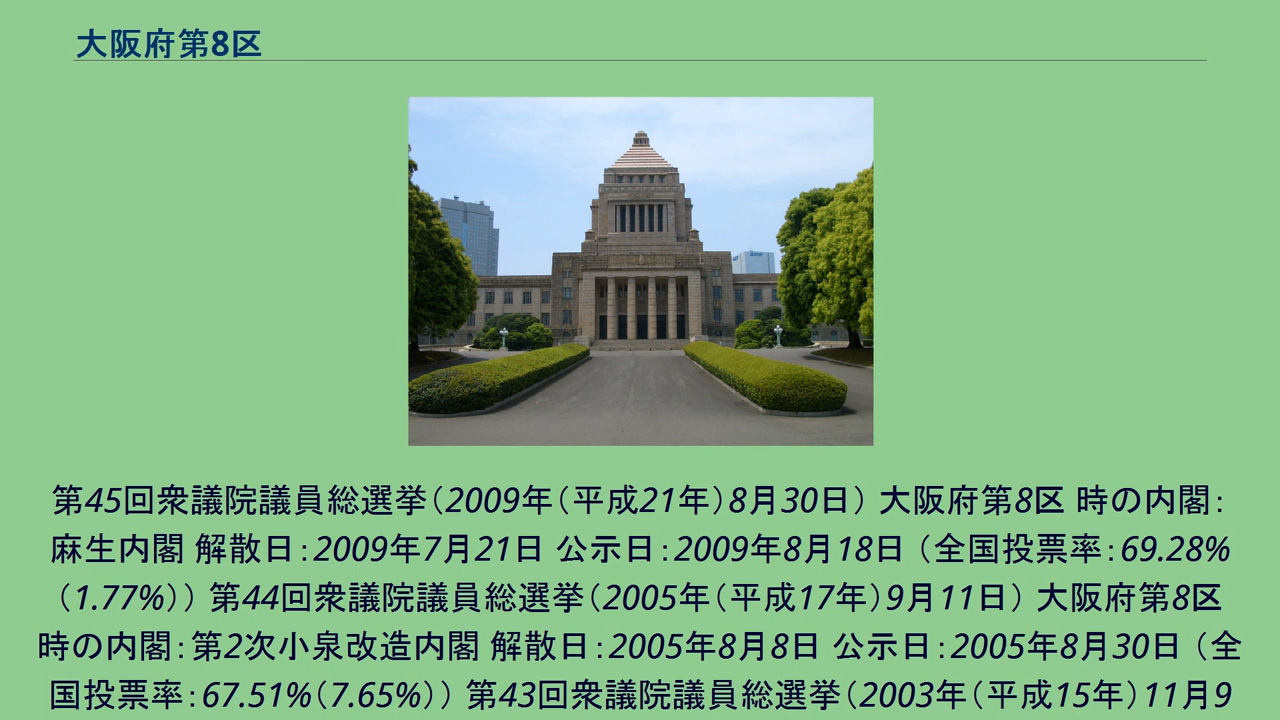 大阪府第8区
第45回衆議院議員総選挙（2009年（平成21年）8月30日） 大阪府第8区 時の内閣：
麻生内閣 解散日：2009年7月21日 公示日：2009年8月18日 （全国投票率：69.28%
（1.77%）） 第44回衆議院議員総選挙（2005年（平成17年）9月11日） 大阪府第8区
時の内閣：第2次小泉改造内閣 解散日：2005年8月8日 公示日：2005年8月30日 （全
国投票率：67.51%（7.65%）） 第43回衆議院議員総選挙（2003年（平成15年）11月9